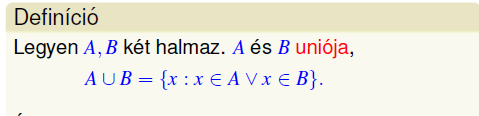 Definíció
Legyen A, B két halmaz. A és B uniója,
A ∪ B = {x : x ∈ A ∨ x ∈ B}.